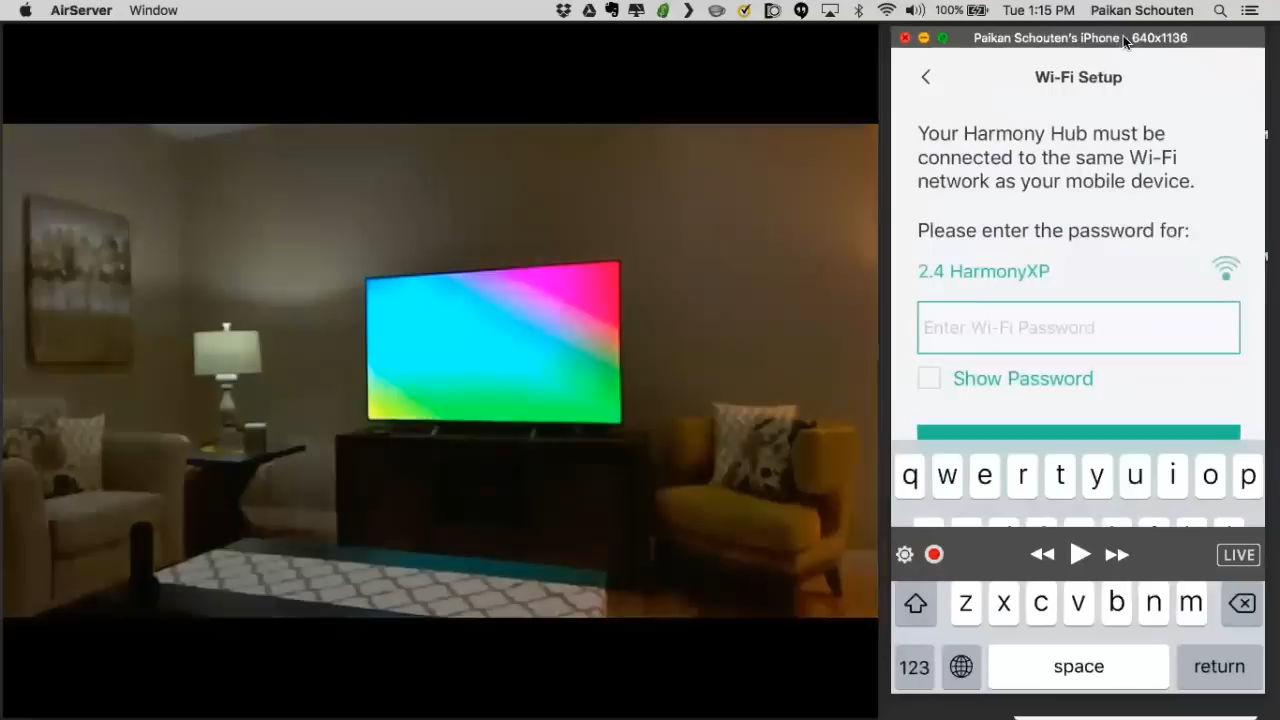 AirServer Window 100% Tue 1:15 PM Paikan Schouten
Paikan Schouten's iPhone 640x1136
Wi-Fi Setup
Your Harmony Hub must be
connected to the same Wi-Fi
network as your mobile device.
Please enter the password for:
2.4 HarmonyXP
Enter Wi-Fi Password
Show Password
q w e r t y u i o p
LIVE
z x c v b n m
123 space return